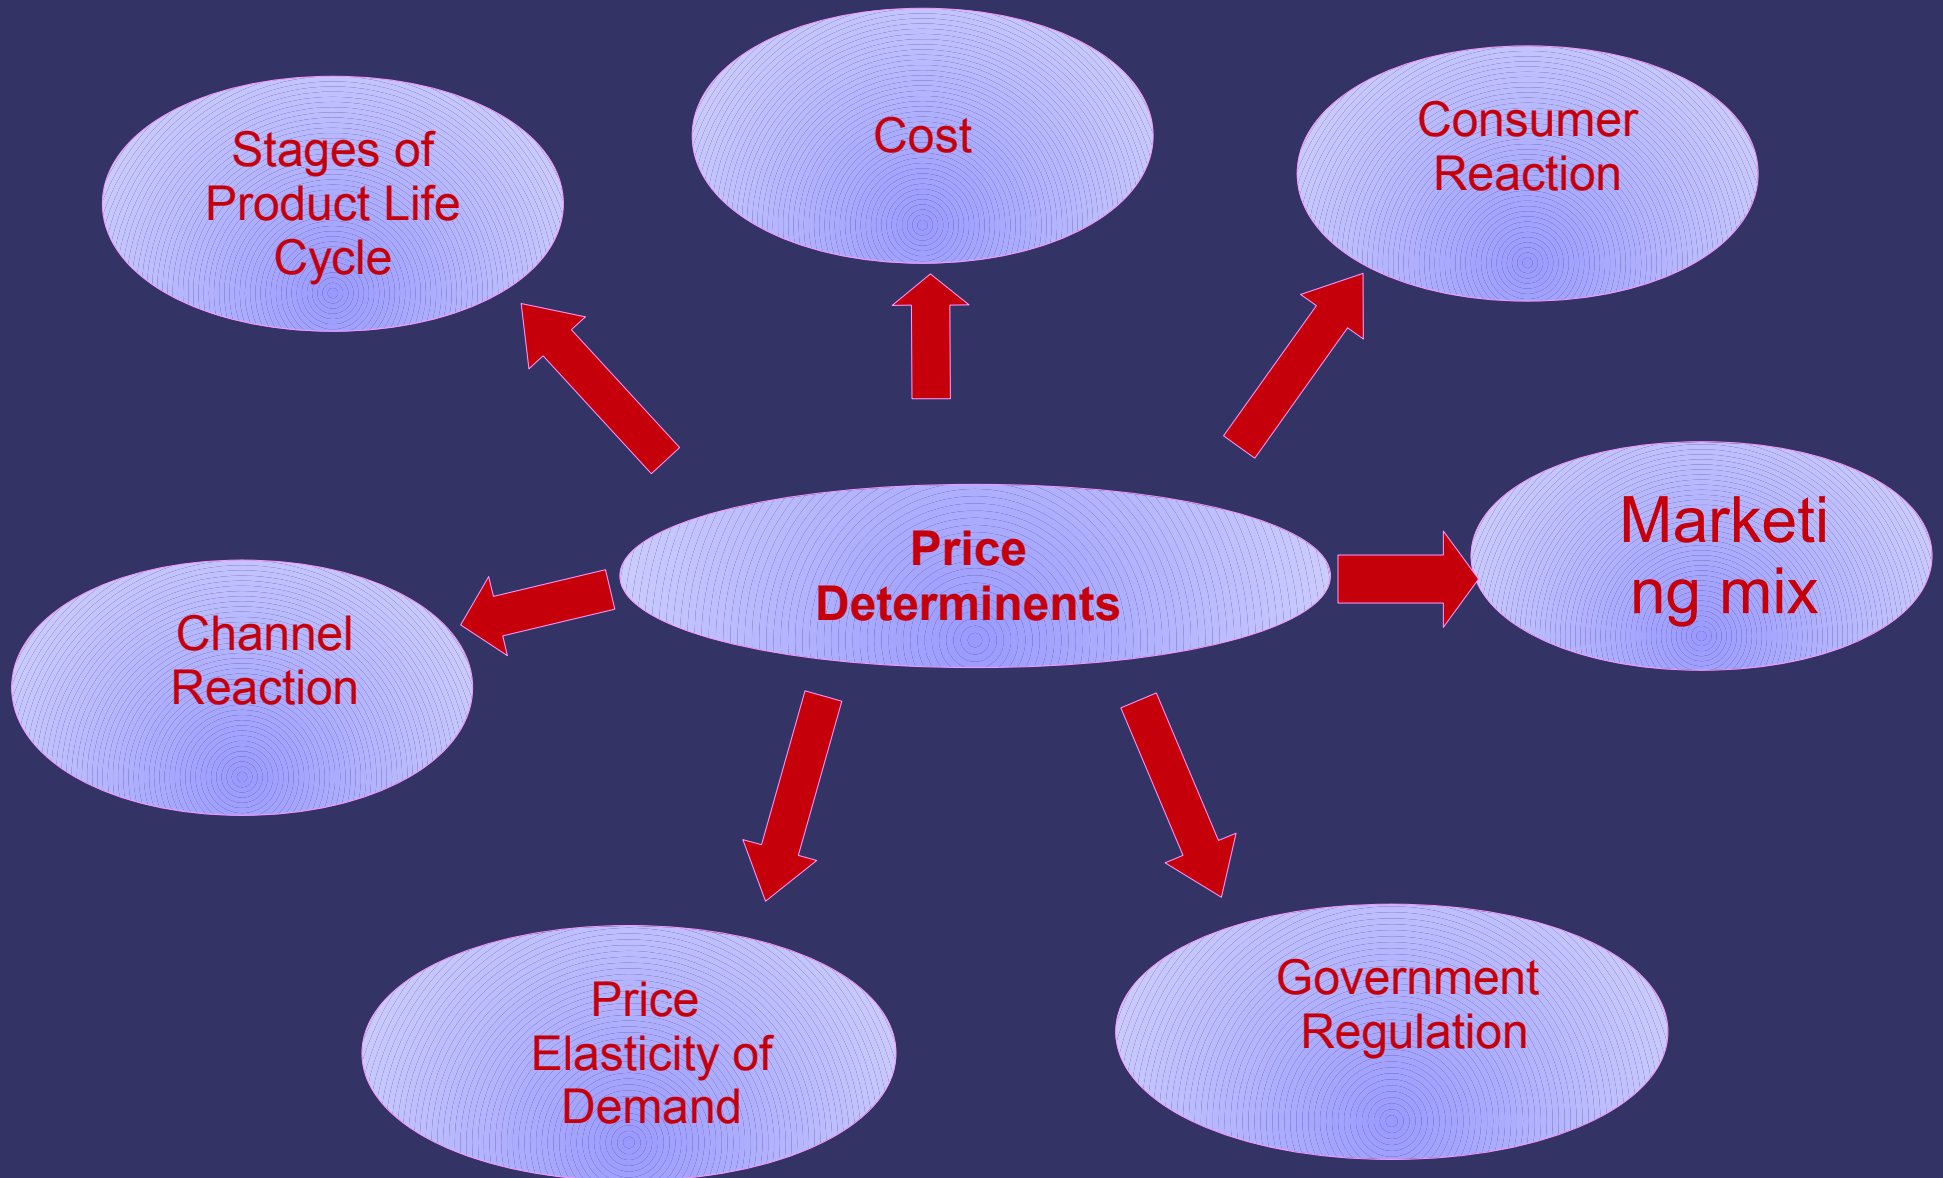 Stages of
Product Life
Cycle
Cost
Consumer
Reaction
Price
Determinents
Marketi
ng mix
Channel
Reaction
Price
Elasticity of
Demand
Government
Regulation